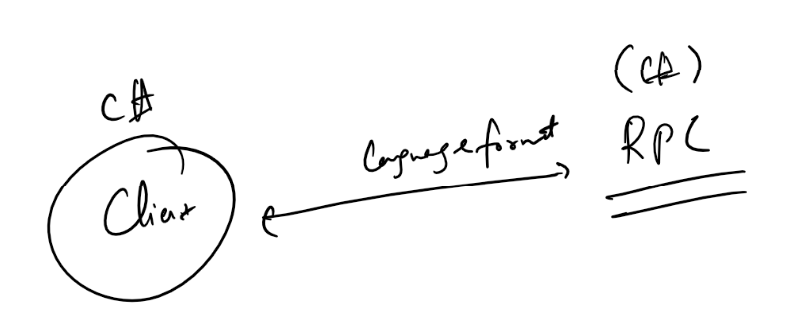 C#
Client
Language format
(C#)
RPC